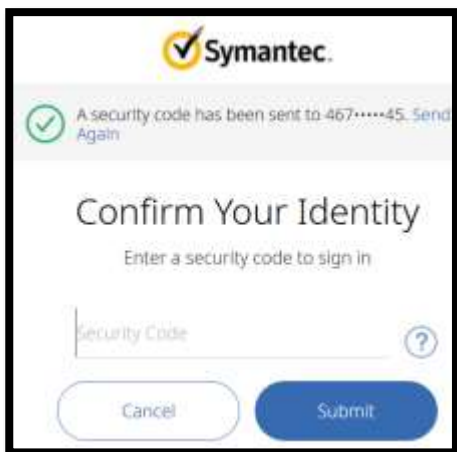 Symantec.
A security code has been sent to 467•••••45. Send
Again
Confirm Your Identity
Enter a security code to sign in
Security Code
?
Cancel
Submit